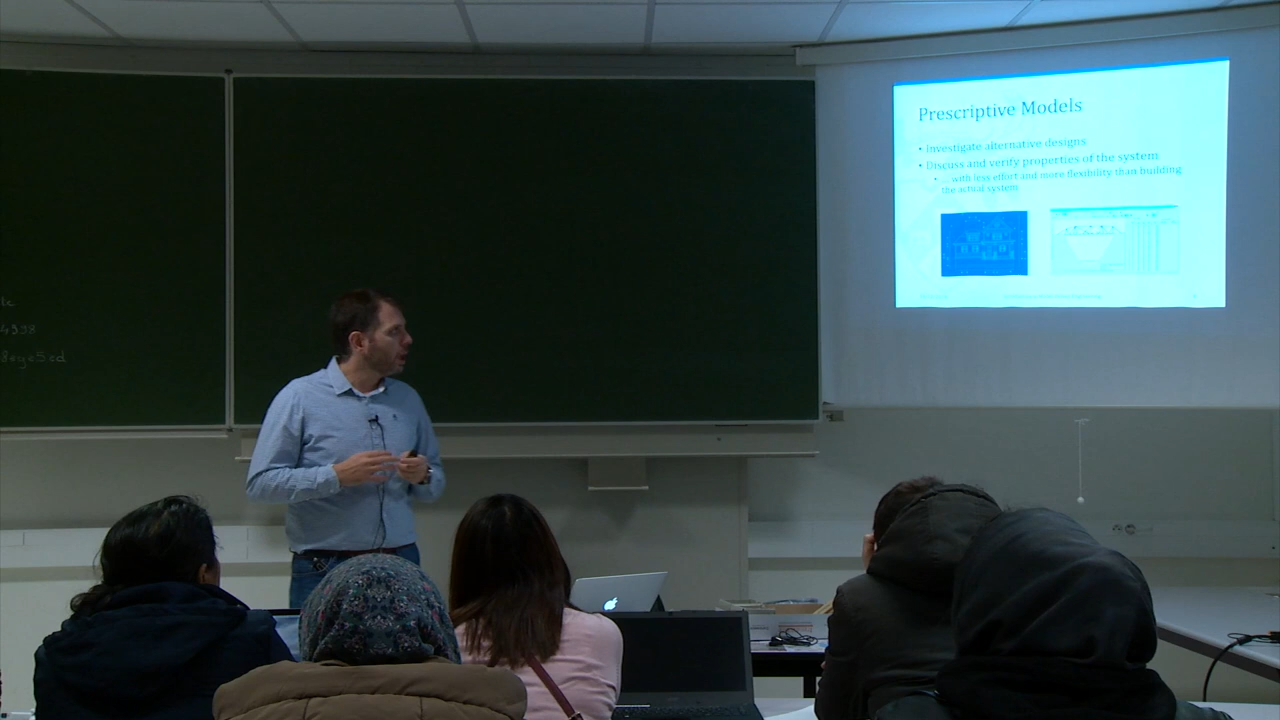 Prescriptive Models
• Investigate alternative designs
• Discuss and verify properties of the system
• ... with less effort and more flexibility than building
the actual system
4938